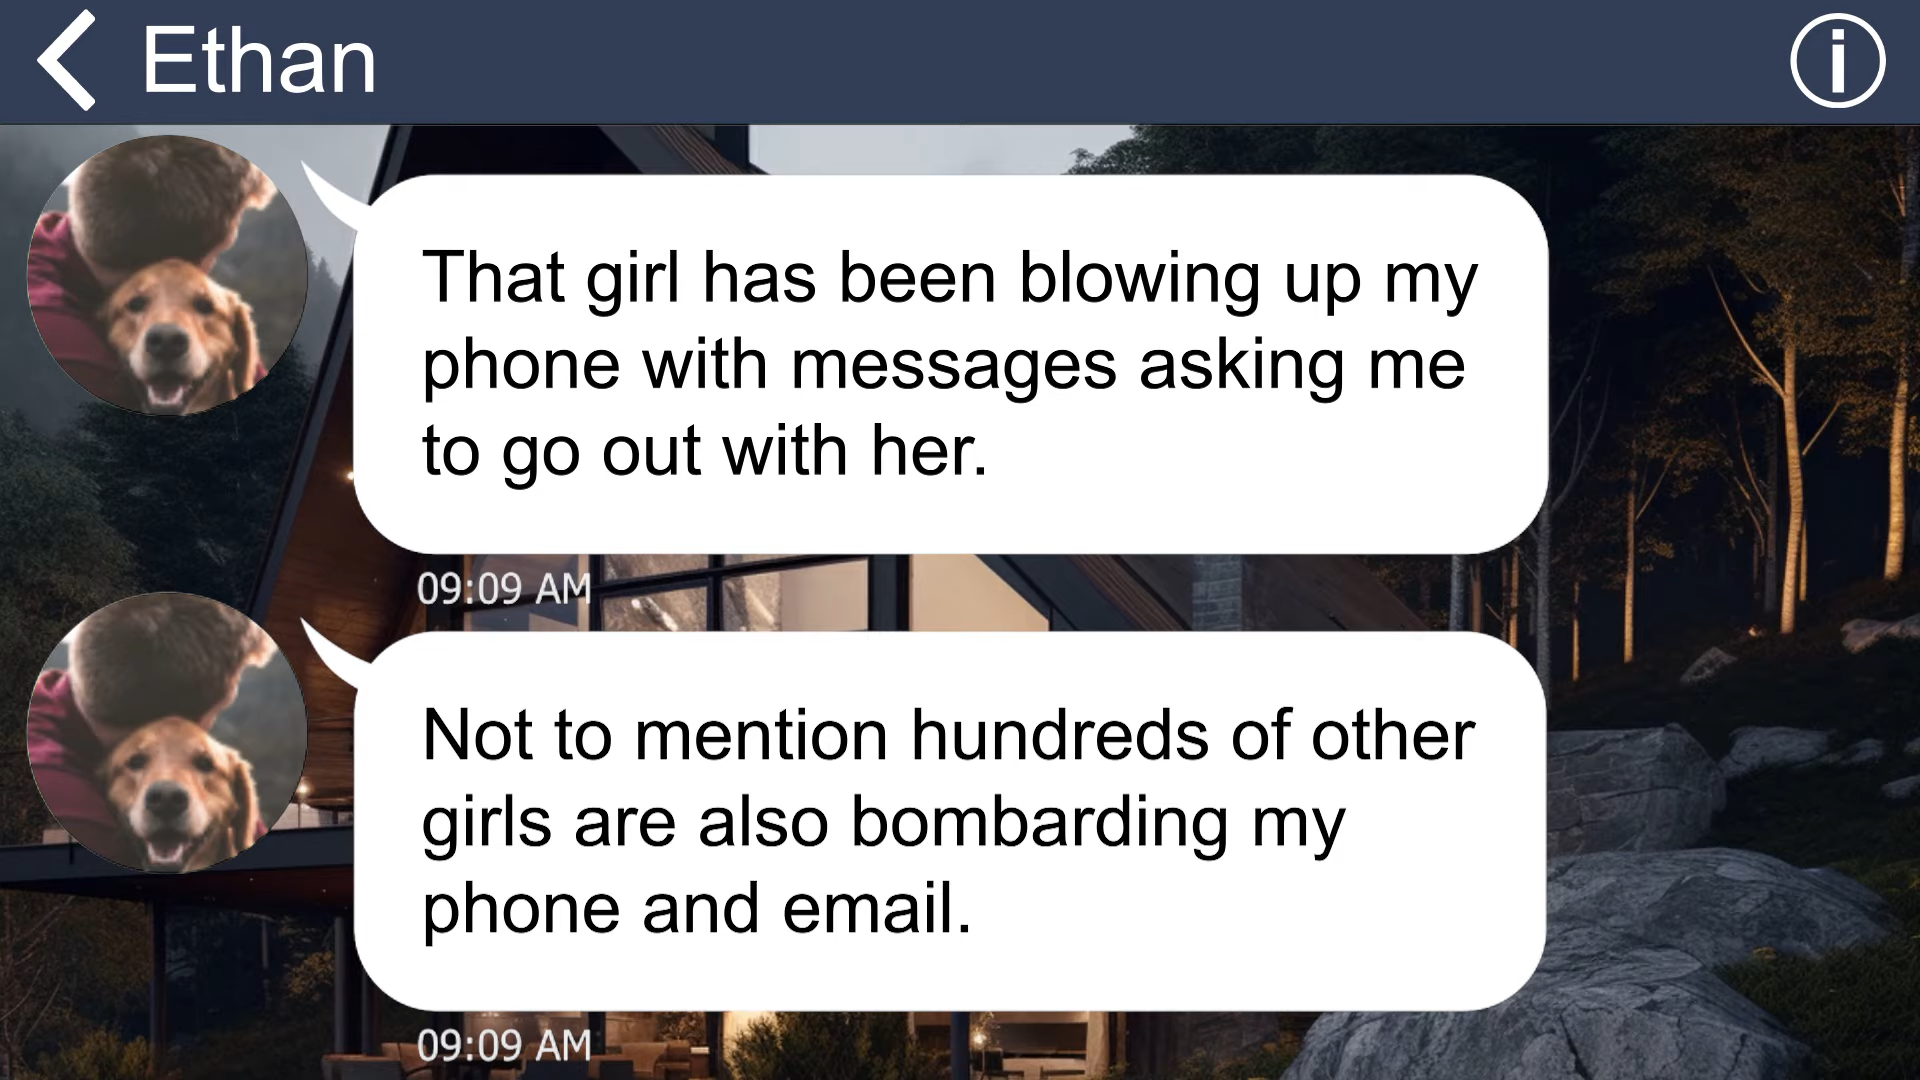 Ethan
That girl has been blowing up my
phone with messages asking me
to go out with her.
09:09 AM
Not to mention hundreds of other
girls are also bombarding my
phone and email.
09:09 AM